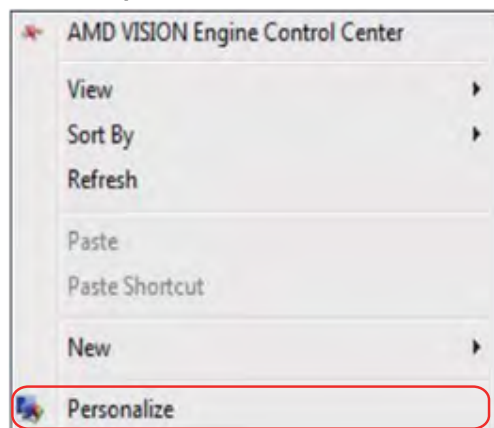 AMD VISION Engine Control Center
View
Sort By
Refresh
Paste
Paste Shortcut
New
Personalize